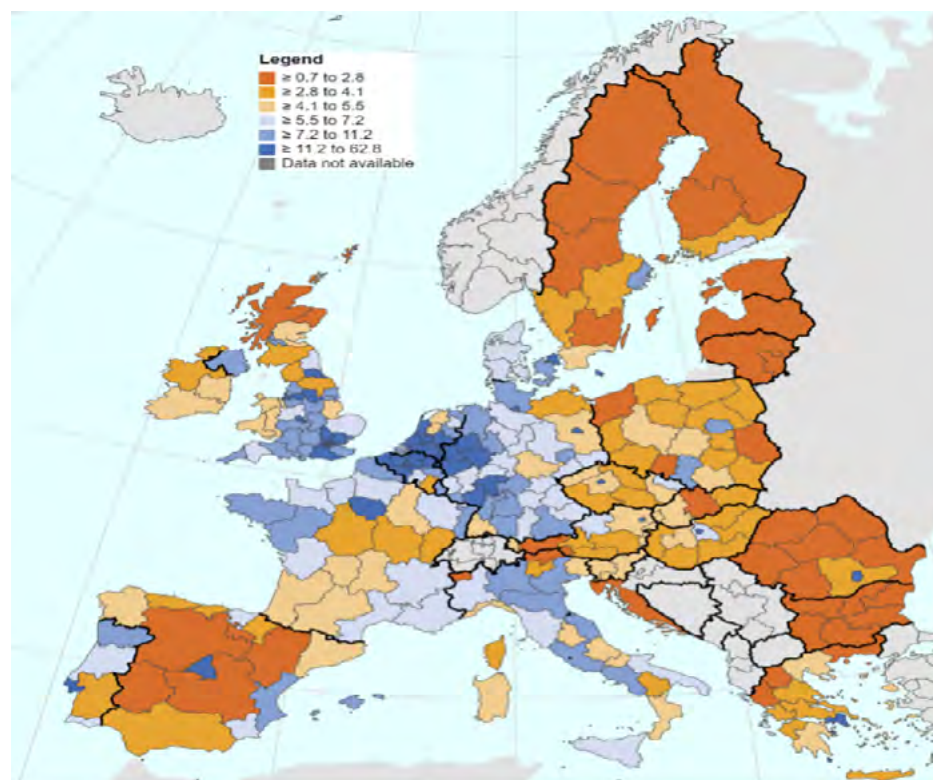 Legend
≥ 0.7 to 2.8
≥ 2.8 to 4.1
≥ 4.1 to 5.5
≥ 5.5 to 7.2
≥ 7.2 to 11.2
≥ 11.2 to 62.8
Data not available